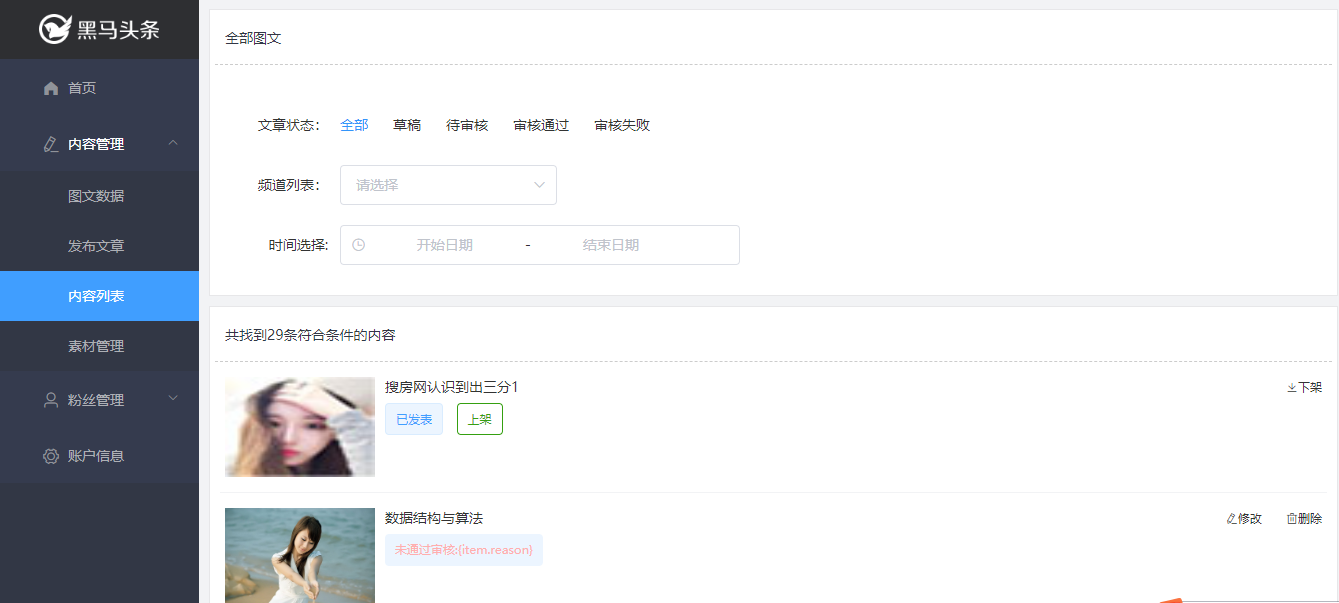 黑马头条
首页
内容管理
图文数据
发布文章
内容列表
素材管理
粉丝管理
账户信息
全部图文
文章状态: 全部 草稿 待审核 审核通过 审核失败
频道列表: 请选择
时间选择: 开始日期 - 结束日期
共找到29条符合条件的内容
搜房网认识到出三分1 下架
已发表 上架
数据结构与算法 修改 删除
未通过审核:{item.reason}